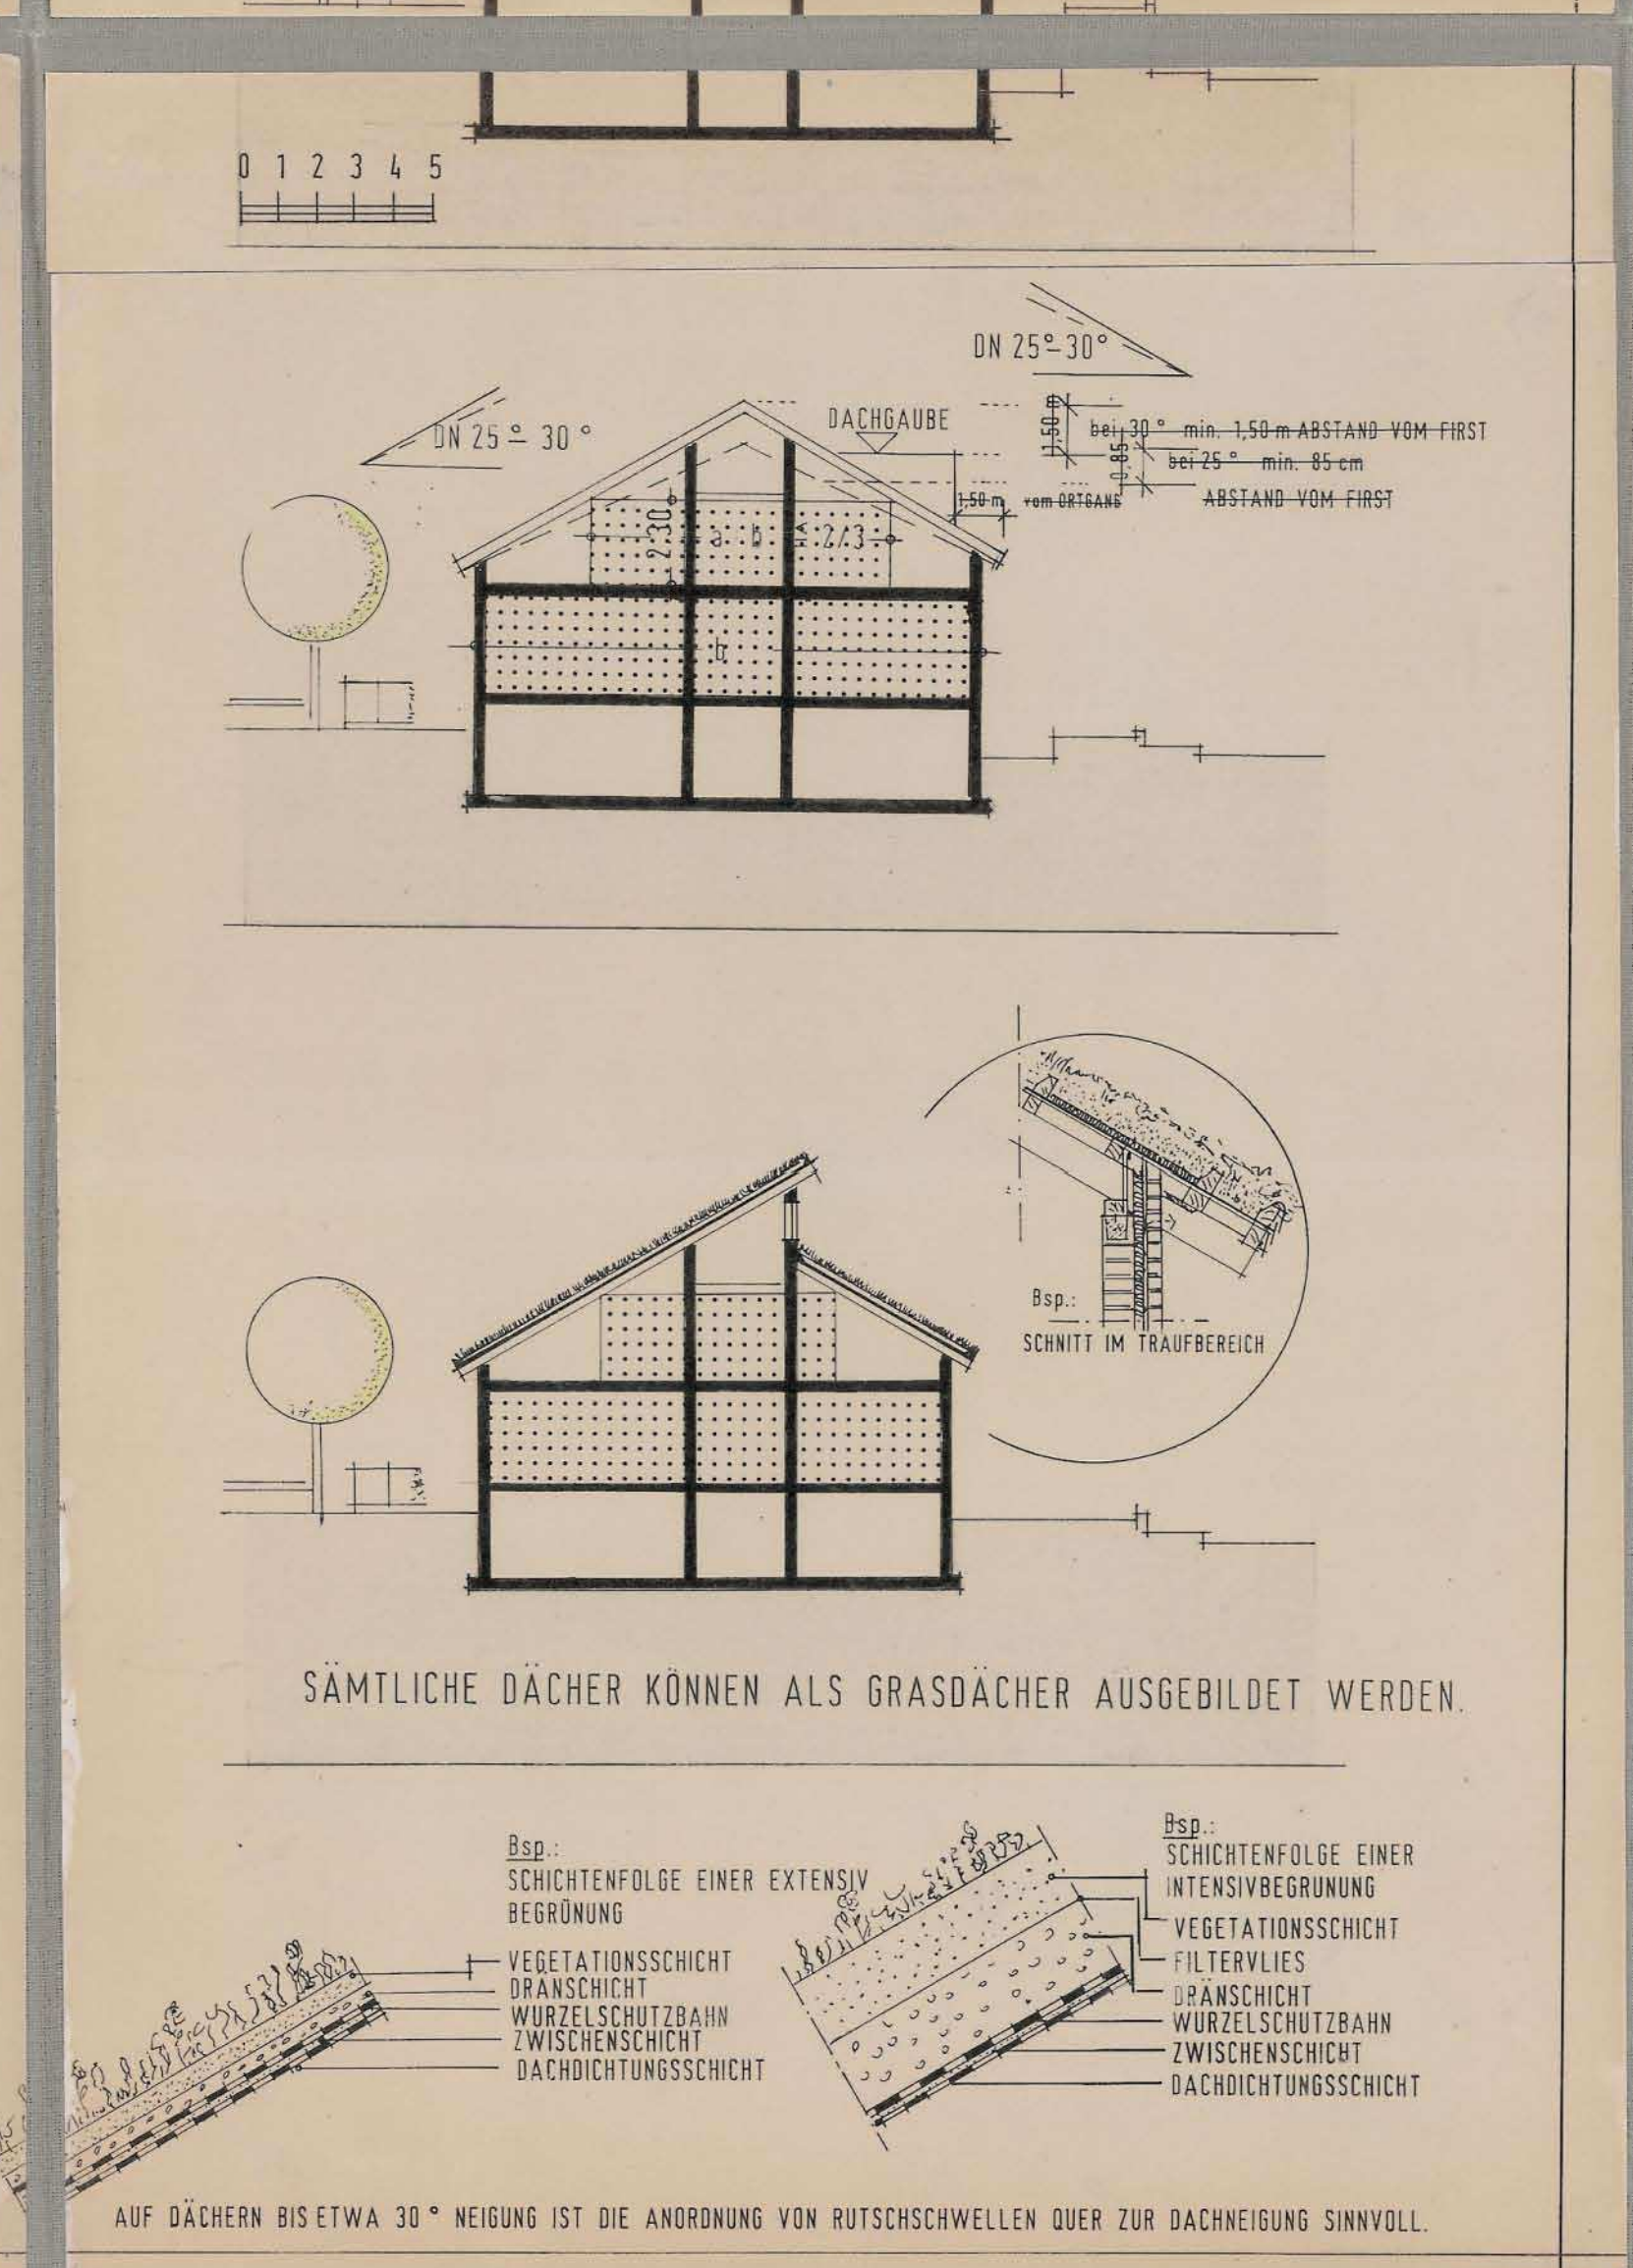 0 1 2 3 4 5
DN 25°-30°
DN 25°-30°
DACHGAUBE
1,50 m
bei 30° min. 1,50 m ABSTAND VOM FIRST
0,85
bei 25° min. 85 cm
1,50 m vom ORTGANG
ABSTAND VOM FIRST
2.30
a : b ≤ 2/3
b
Bsp.:
SCHNITT IM TRAUFBEREICH
SÄMTLICHE DÄCHER KÖNNEN ALS GRASDÄCHER AUSGEBILDET WERDEN.
Bsp.:
SCHICHTENFOLGE EINER EXTENSIV
BEGRÜNUNG
VEGETATIONSSCHICHT
DRÄNSCHICHT
WURZELSCHUTZBAHN
ZWISCHENSCHICHT
DACHDICHTUNGSSCHICHT
Bsp.:
SCHICHTENFOLGE EINER
INTENSIVBEGRUNUNG
VEGETATIONSSCHICHT
FILTERVLIES
DRÄNSCHICHT
WURZELSCHUTZBAHN
ZWISCHENSCHICHT
DACHDICHTUNGSSCHICHT
AUF DÄCHERN BIS ETWA 30° NEIGUNG IST DIE ANORDNUNG VON RUTSCHSCHWELLEN QUER ZUR DACHNEIGUNG SINNVOLL.